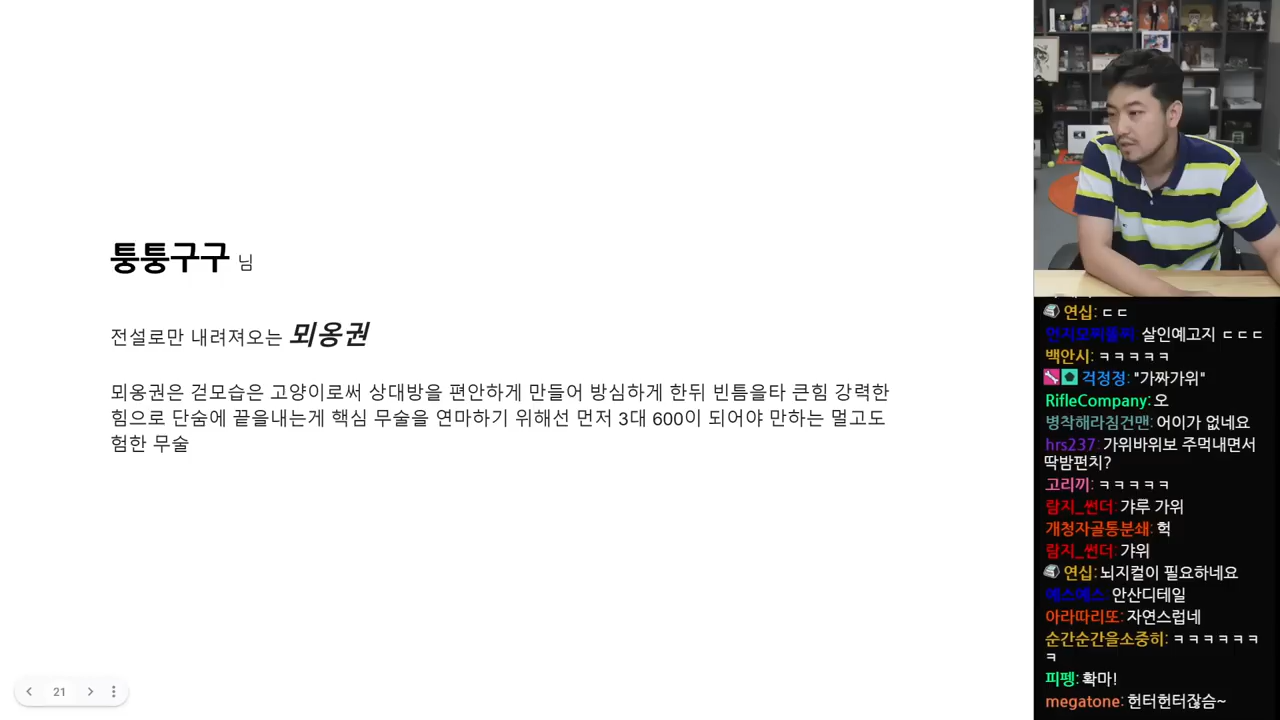 퉁퉁구구 님
전설로만 내려져오는 뫼옹권
뫼옹권은 걷모습은 고양이로써 상대방을 편안하게 만들어 방심하게 한뒤 빈틈을타 큰힘 강력한
힘으로 단숨에 끝을내는게 핵심 무술을 연마하기 위해선 먼저 3대 600이 되어야 만하는 멀고도
험한 무술
21
연십: ㄷㄷ
살인예고지 ㄷㄷㄷ
백안시: ㅋㅋㅋㅋㅋ
걱정정: "가짜가위"
RifleCompany: 오
병착해라침건맨: 어이가 없네요
hrs237: 가위바위보 주먹내면서
딱밤펀치?
고리끼: ㅋㅋㅋㅋㅋ
람지_썬더: 갸루 가위
개청자골통분쇄: 헉
람지_썬더: 갸위
연십: 뇌지컬이 필요하네요
예스예스: 안산디테일
아라따리또: 자연스럽네
순간순간을소중히: ㅋㅋㅋㅋㅋㅋ
ㅋ
피펭: 확마!
megatone: 헌터헌터잖슴~